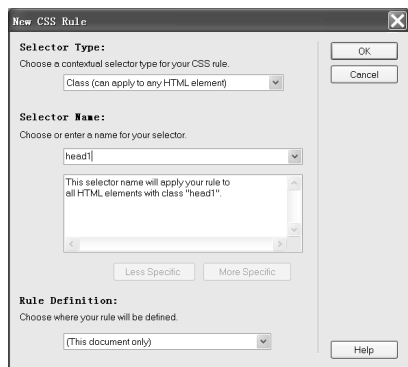 New CSS Rule
Selector Type:
Choose a contextual selector type for your CSS rule.
Class (can apply to any HTML element)
OK
Cancel
Selector Name:
Choose or enter a name for your selector.
head1
This selector name will apply your rule to
all HTML elements with class "head1".
Less Specific
More Specific
Rule Definition:
Choose where your rule will be defined.
(This document only)
Help